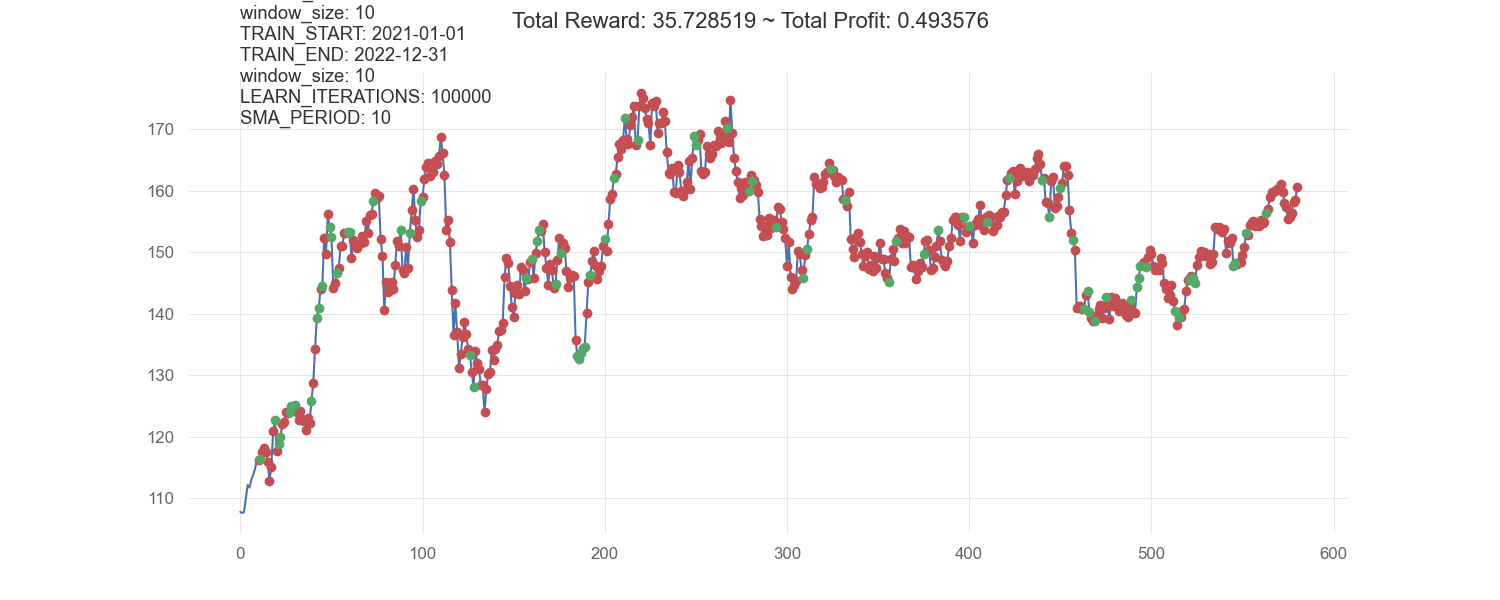 window_size: 10
Total Reward: 35.728519 ~ Total Profit: 0.493576
TRAIN_START: 2021-01-01
TRAIN_END: 2022-12-31
window_size: 10
LEARN_ITERATIONS: 100000
SMA_PERIOD: 10
170
160
150
140
130
120
110
0 100 200 300 400 500 600